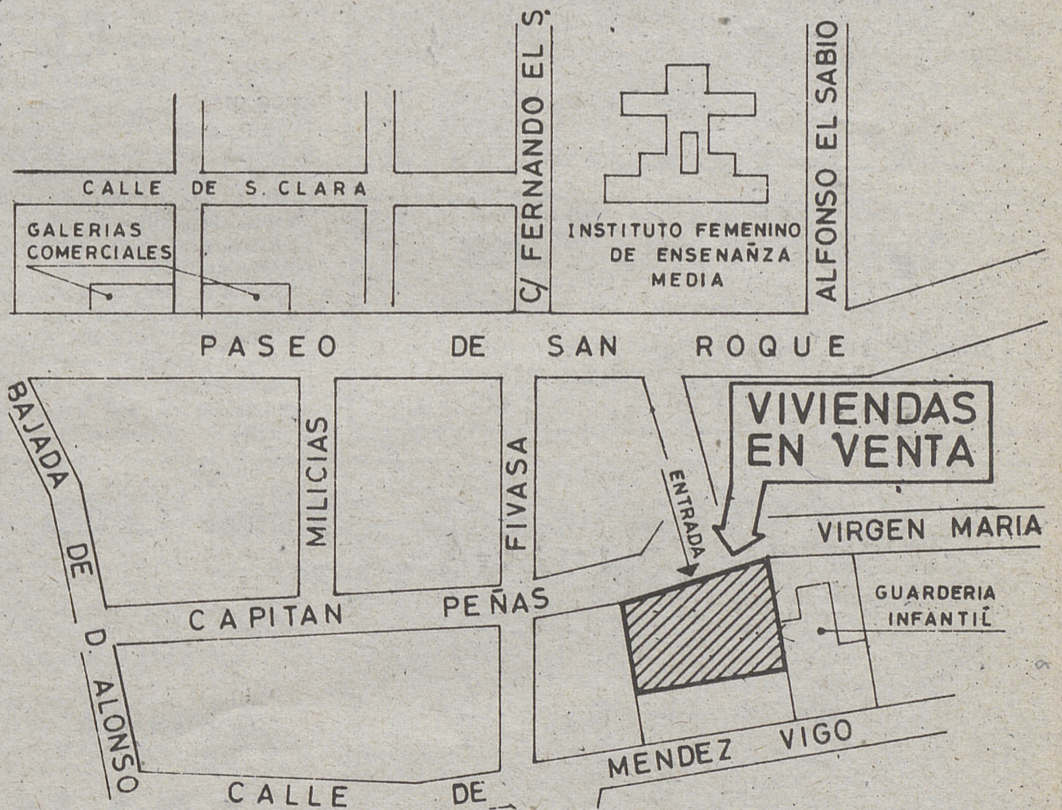 C/ FERNANDO EL S.
ALFONSO EL SABIO
CALLE DE S. CLARA
GALERIAS
COMERCIALES
INSTITUTO FEMENINO
DE ENSENAÑZA
MEDIA
PASEO DE SAN ROQUE
BAJADA DE D. ALONSO
MILICIAS
FIVASA
ENTRADA
VIVIENDAS
EN VENTA
VIRGEN MARIA
CAPITAN PEÑAS
GUARDERIA
INFANTIL
CALLE DE MENDEZ VIGO